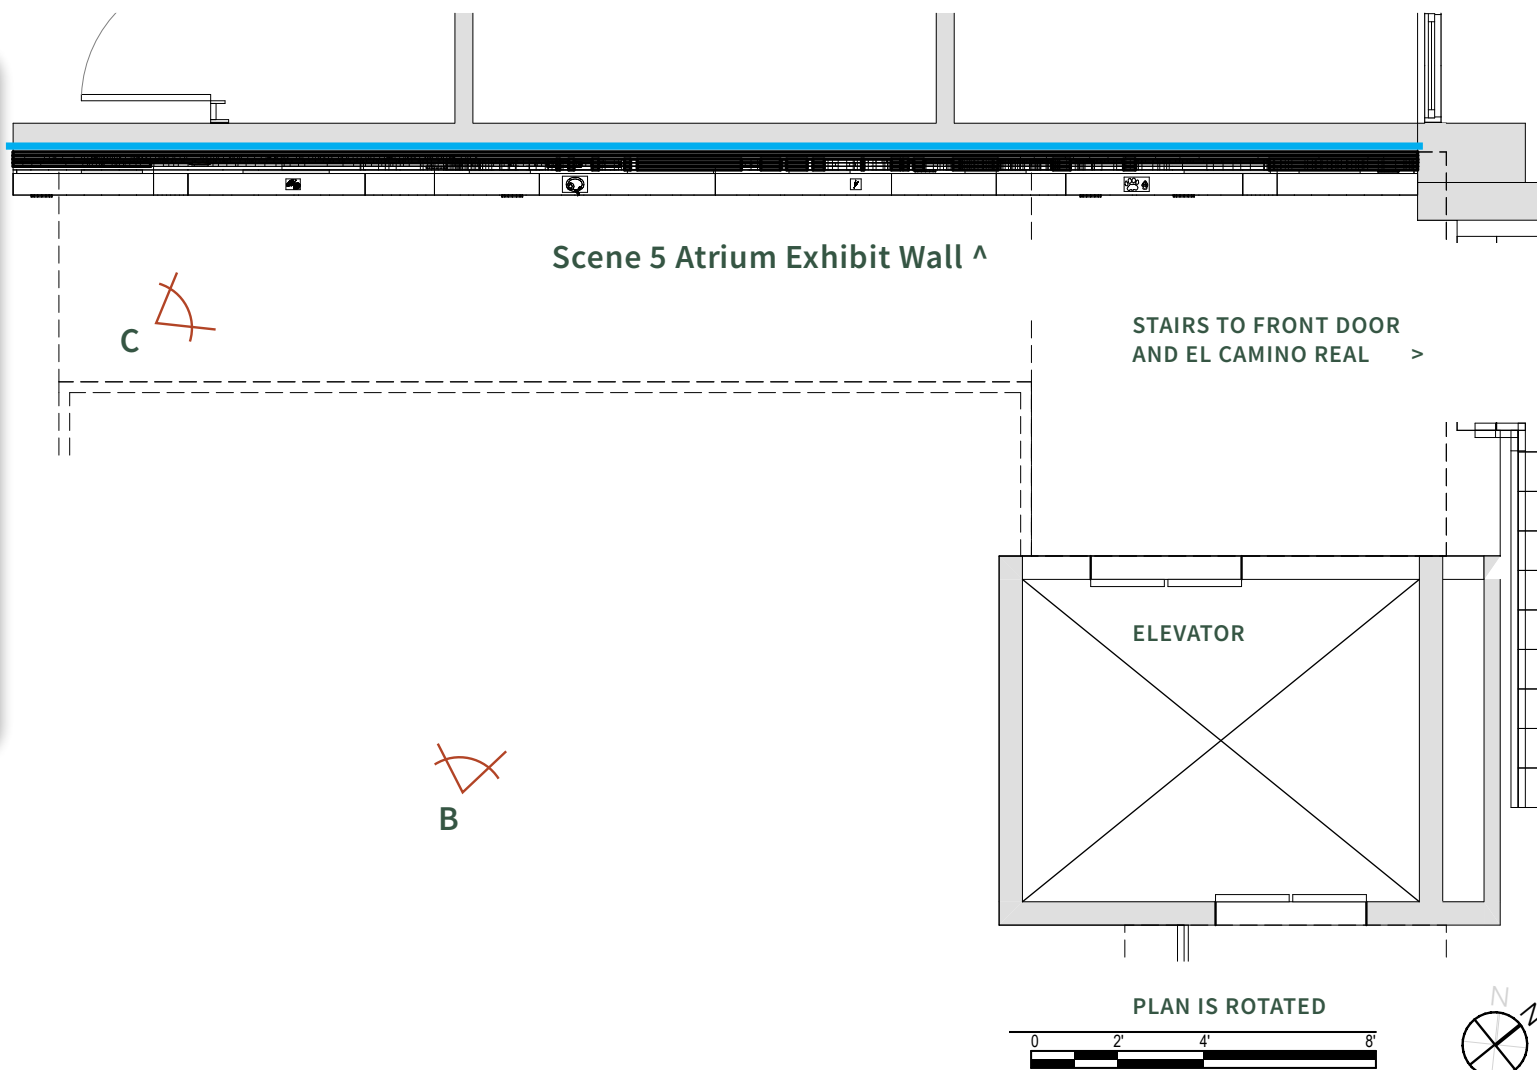 Scene 5 Atrium Exhibit Wall ^
STAIRS TO FRONT DOOR
AND EL CAMINO REAL >
C
ELEVATOR
B
PLAN IS ROTATED
N
N
0 2' 4' 8'